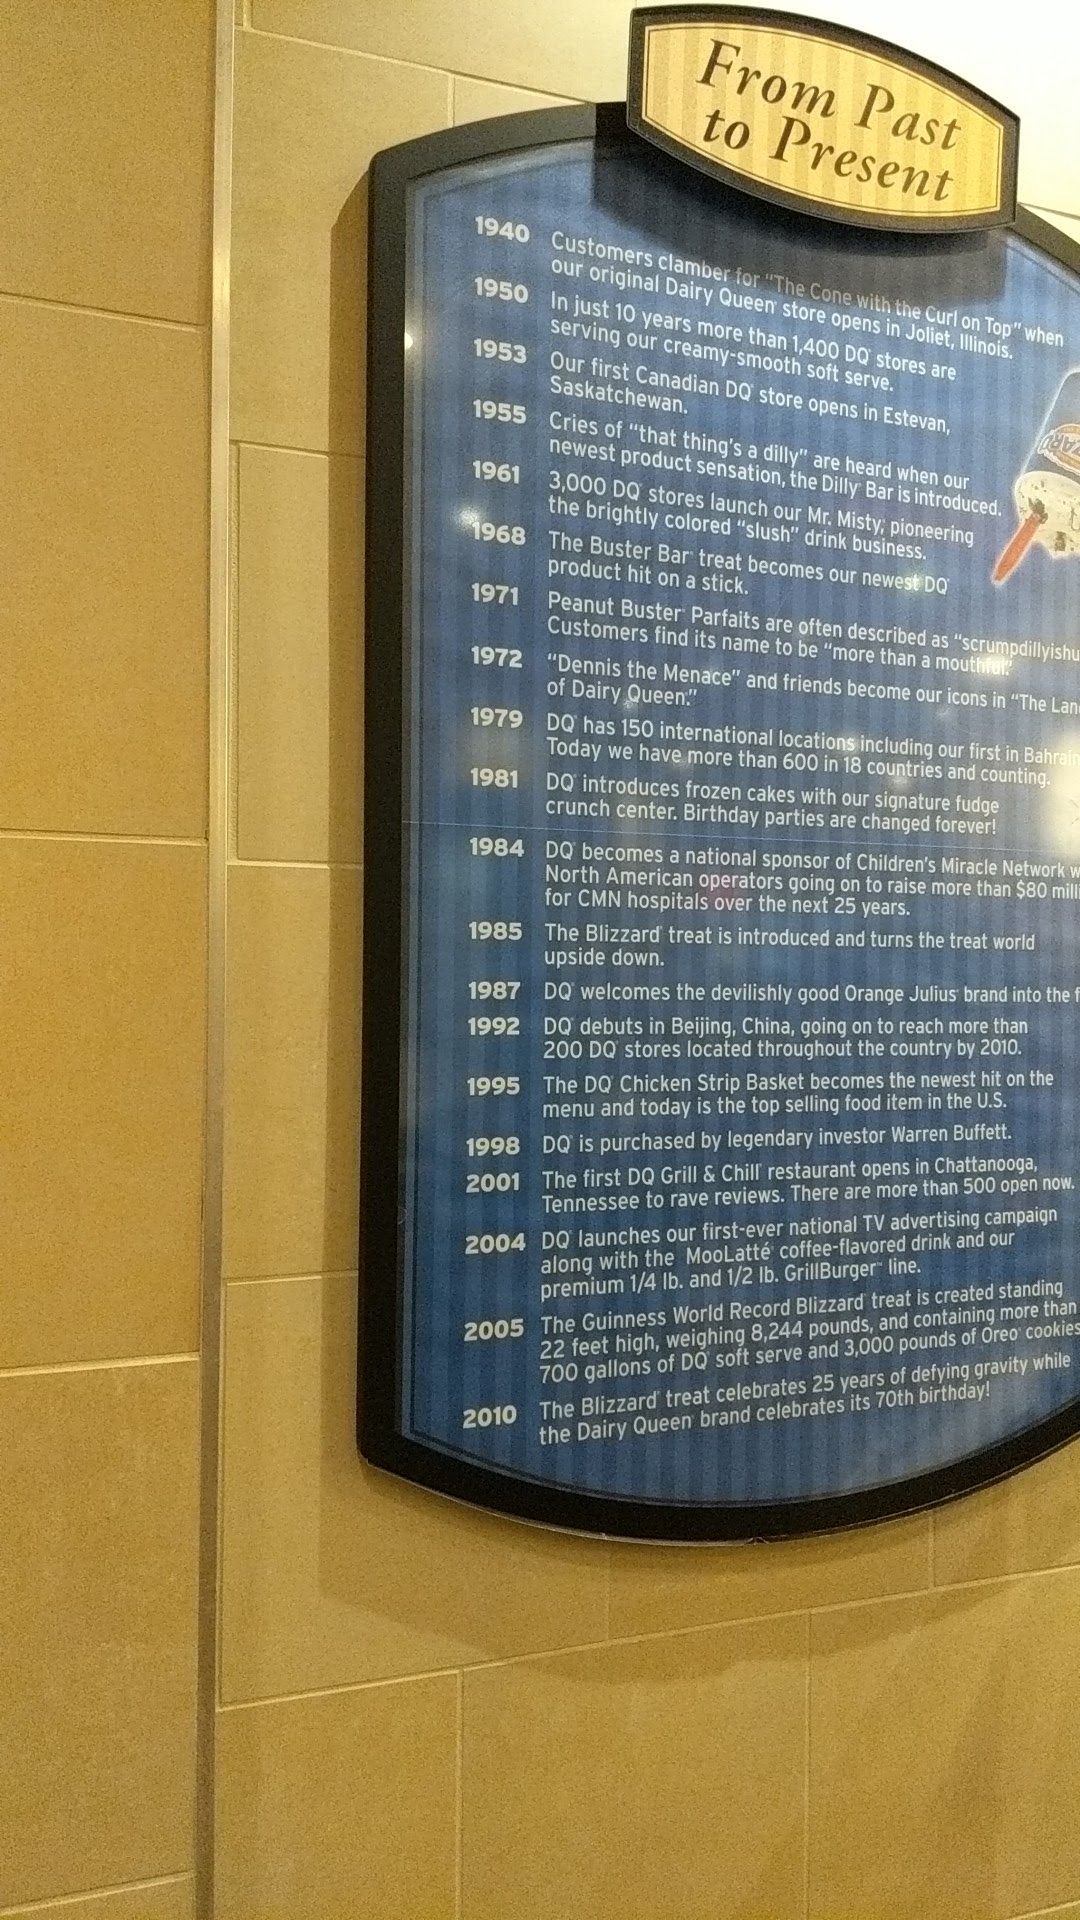 From Past
to Present
1940 Customers clamber for "The Cone with the Curl on Top" when
our original Dairy Queen® store opens in Joliet, Illinois.
1950 In just 10 years more than 1,400 DQ® stores are
serving our creamy-smooth soft serve.
1953 Our first Canadian DQ® store opens in Estevan,
Saskatchewan.
1955 Cries of "that thing's a dilly" are heard when our
newest product sensation, the Dilly® Bar is introduced.
1961 3,000 DQ® stores launch our Mr. Misty, pioneering
the brightly colored "slush" drink business.
1968 The Buster Bar® treat becomes our newest DQ®
product hit on a stick.
1971 Peanut Buster® Parfaits are often described as "scrumpdillyishu
Customers find its name to be "more than a mouthful."
1972 "Dennis the Menace" and friends become our icons in "The Lan
of Dairy Queen."
1979 DQ® has 150 international locations including our first in Bahrain
Today we have more than 600 in 18 countries and counting.
1981 DQ® introduces frozen cakes with our signature fudge
crunch center. Birthday parties are changed forever!
1984 DQ® becomes a national sponsor of Children's Miracle Network w
North American operators going on to raise more than $80 milli
for CMN hospitals over the next 25 years.
1985 The Blizzard® treat is introduced and turns the treat world
upside down.
1987 DQ® welcomes the devilishly good Orange Julius® brand into the f
1992 DQ® debuts in Beijing, China, going on to reach more than
200 DQ® stores located throughout the country by 2010.
1995 The DQ® Chicken Strip Basket becomes the newest hit on the
menu and today is the top selling food item in the U.S.
1998 DQ® is purchased by legendary investor Warren Buffett.
2001 The first DQ Grill & Chill® restaurant opens in Chattanooga,
Tennessee to rave reviews. There are more than 500 open now.
2004 DQ® launches our first-ever national TV advertising campaign
along with the MooLatté® coffee-flavored drink and our
premium 1/4 lb. and 1/2 lb. GrillBurger™ line.
2005 The Guinness World Record Blizzard® treat is created standing
22 feet high, weighing 8,244 pounds, and containing more than
700 gallons of DQ® soft serve and 3,000 pounds of Oreo® cookies
2010 The Blizzard® treat celebrates 25 years of defying gravity while
the Dairy Queen® brand celebrates its 70th birthday!